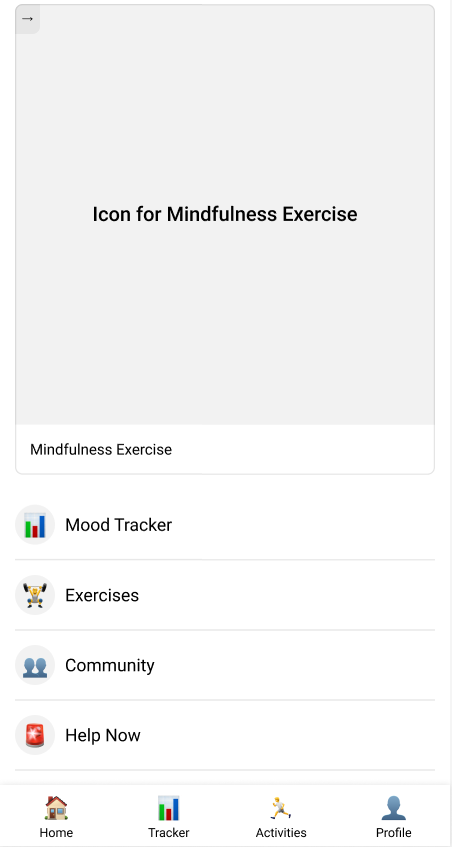 →
Icon for Mindfulness Exercise
Mindfulness Exercise
Mood Tracker
Exercises
Community
Help Now
Home
Tracker
Activities
Profile